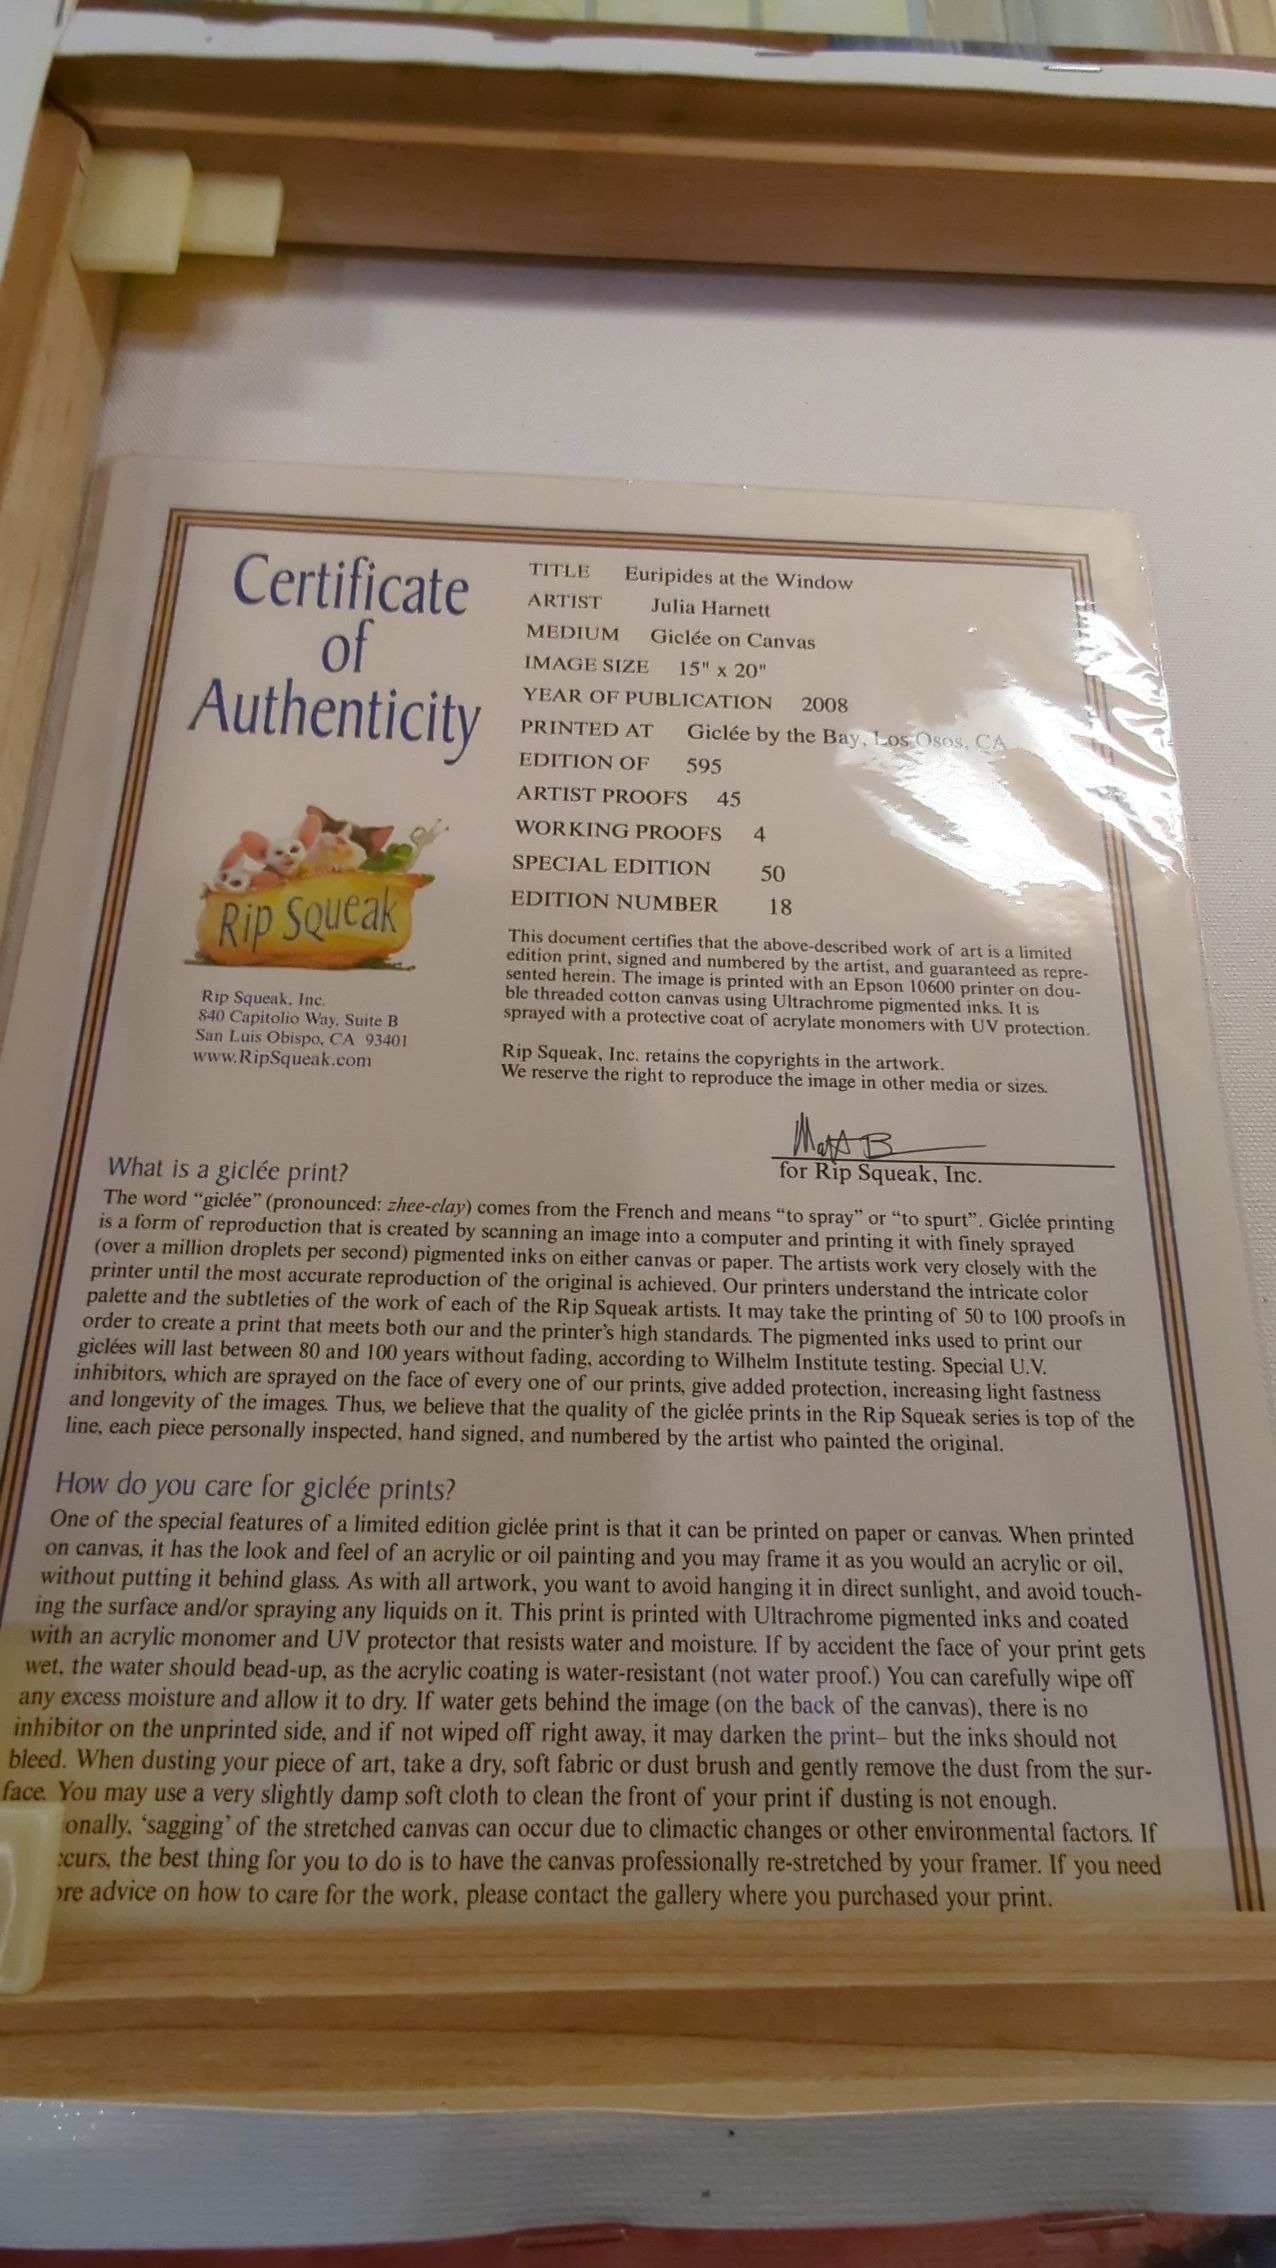 Certificate
of
Authenticity
Rip Squeak
Rip Squeak, Inc.
840 Capitolio Way, Suite B
San Luis Obispo, CA 93401
www.RipSqueak.com
TITLE Euripides at the Window
ARTIST Julia Harnett
MEDIUM Giclée on Canvas
IMAGE SIZE 15" x 20"
YEAR OF PUBLICATION 2008
PRINTED AT Giclée by the Bay, Los Osos, CA
EDITION OF 595
ARTIST PROOFS 45
WORKING PROOFS 4
SPECIAL EDITION 50
EDITION NUMBER 18
This document certifies that the above-described work of art is a limited
edition print, signed and numbered by the artist, and guaranteed as repre-
sented herein. The image is printed with an Epson 10600 printer on dou-
ble threaded cotton canvas using Ultrachrome pigmented inks. It is
sprayed with a protective coat of acrylate monomers with UV protection.
Rip Squeak, Inc. retains the copyrights in the artwork.
We reserve the right to reproduce the image in other media or sizes.
Matt B
for Rip Squeak, Inc.
What is a giclée print?
The word “giclée” (pronounced: zhee-clay) comes from the French and means “to spray” or “to spurt”. Giclée printing
is a form of reproduction that is created by scanning an image into a computer and printing it with finely sprayed
(over a million droplets per second) pigmented inks on either canvas or paper. The artists work very closely with the
printer until the most accurate reproduction of the original is achieved. Our printers understand the intricate color
palette and the subtleties of the work of each of the Rip Squeak artists. It may take the printing of 50 to 100 proofs in
order to create a print that meets both our and the printer's high standards. The pigmented inks used to print our
giclées will last between 80 and 100 years without fading, according to Wilhelm Institute testing. Special U.V.
inhibitors, which are sprayed on the face of every one of our prints, give added protection, increasing light fastness
and longevity of the images. Thus, we believe that the quality of the giclée prints in the Rip Squeak series is top of the
line, each piece personally inspected, hand signed, and numbered by the artist who painted the original.
How do you care for giclée prints?
One of the special features of a limited edition giclée print is that it can be printed on paper or canvas. When printed
on canvas, it has the look and feel of an acrylic or oil painting and you may frame it as you would an acrylic or oil,
without putting it behind glass. As with all artwork, you want to avoid hanging it in direct sunlight, and avoid touch-
ing the surface and/or spraying any liquids on it. This print is printed with Ultrachrome pigmented inks and coated
with an acrylic monomer and UV protector that resists water and moisture. If by accident the face of your print gets
wet, the water should bead-up, as the acrylic coating is water-resistant (not water proof.) You can carefully wipe off
any excess moisture and allow it to dry. If water gets behind the image (on the back of the canvas), there is no
inhibitor on the unprinted side, and if not wiped off right away, it may darken the print– but the inks should not
bleed. When dusting your piece of art, take a dry, soft fabric or dust brush and gently remove the dust from the sur-
face. You may use a very slightly damp soft cloth to clean the front of your print if dusting is not enough.
onally, ‘sagging’ of the stretched canvas can occur due to climactic changes or other environmental factors. If
curs, the best thing for you to do is to have the canvas professionally re-stretched by your framer. If you need
ore advice on how to care for the work, please contact the gallery where you purchased your print.